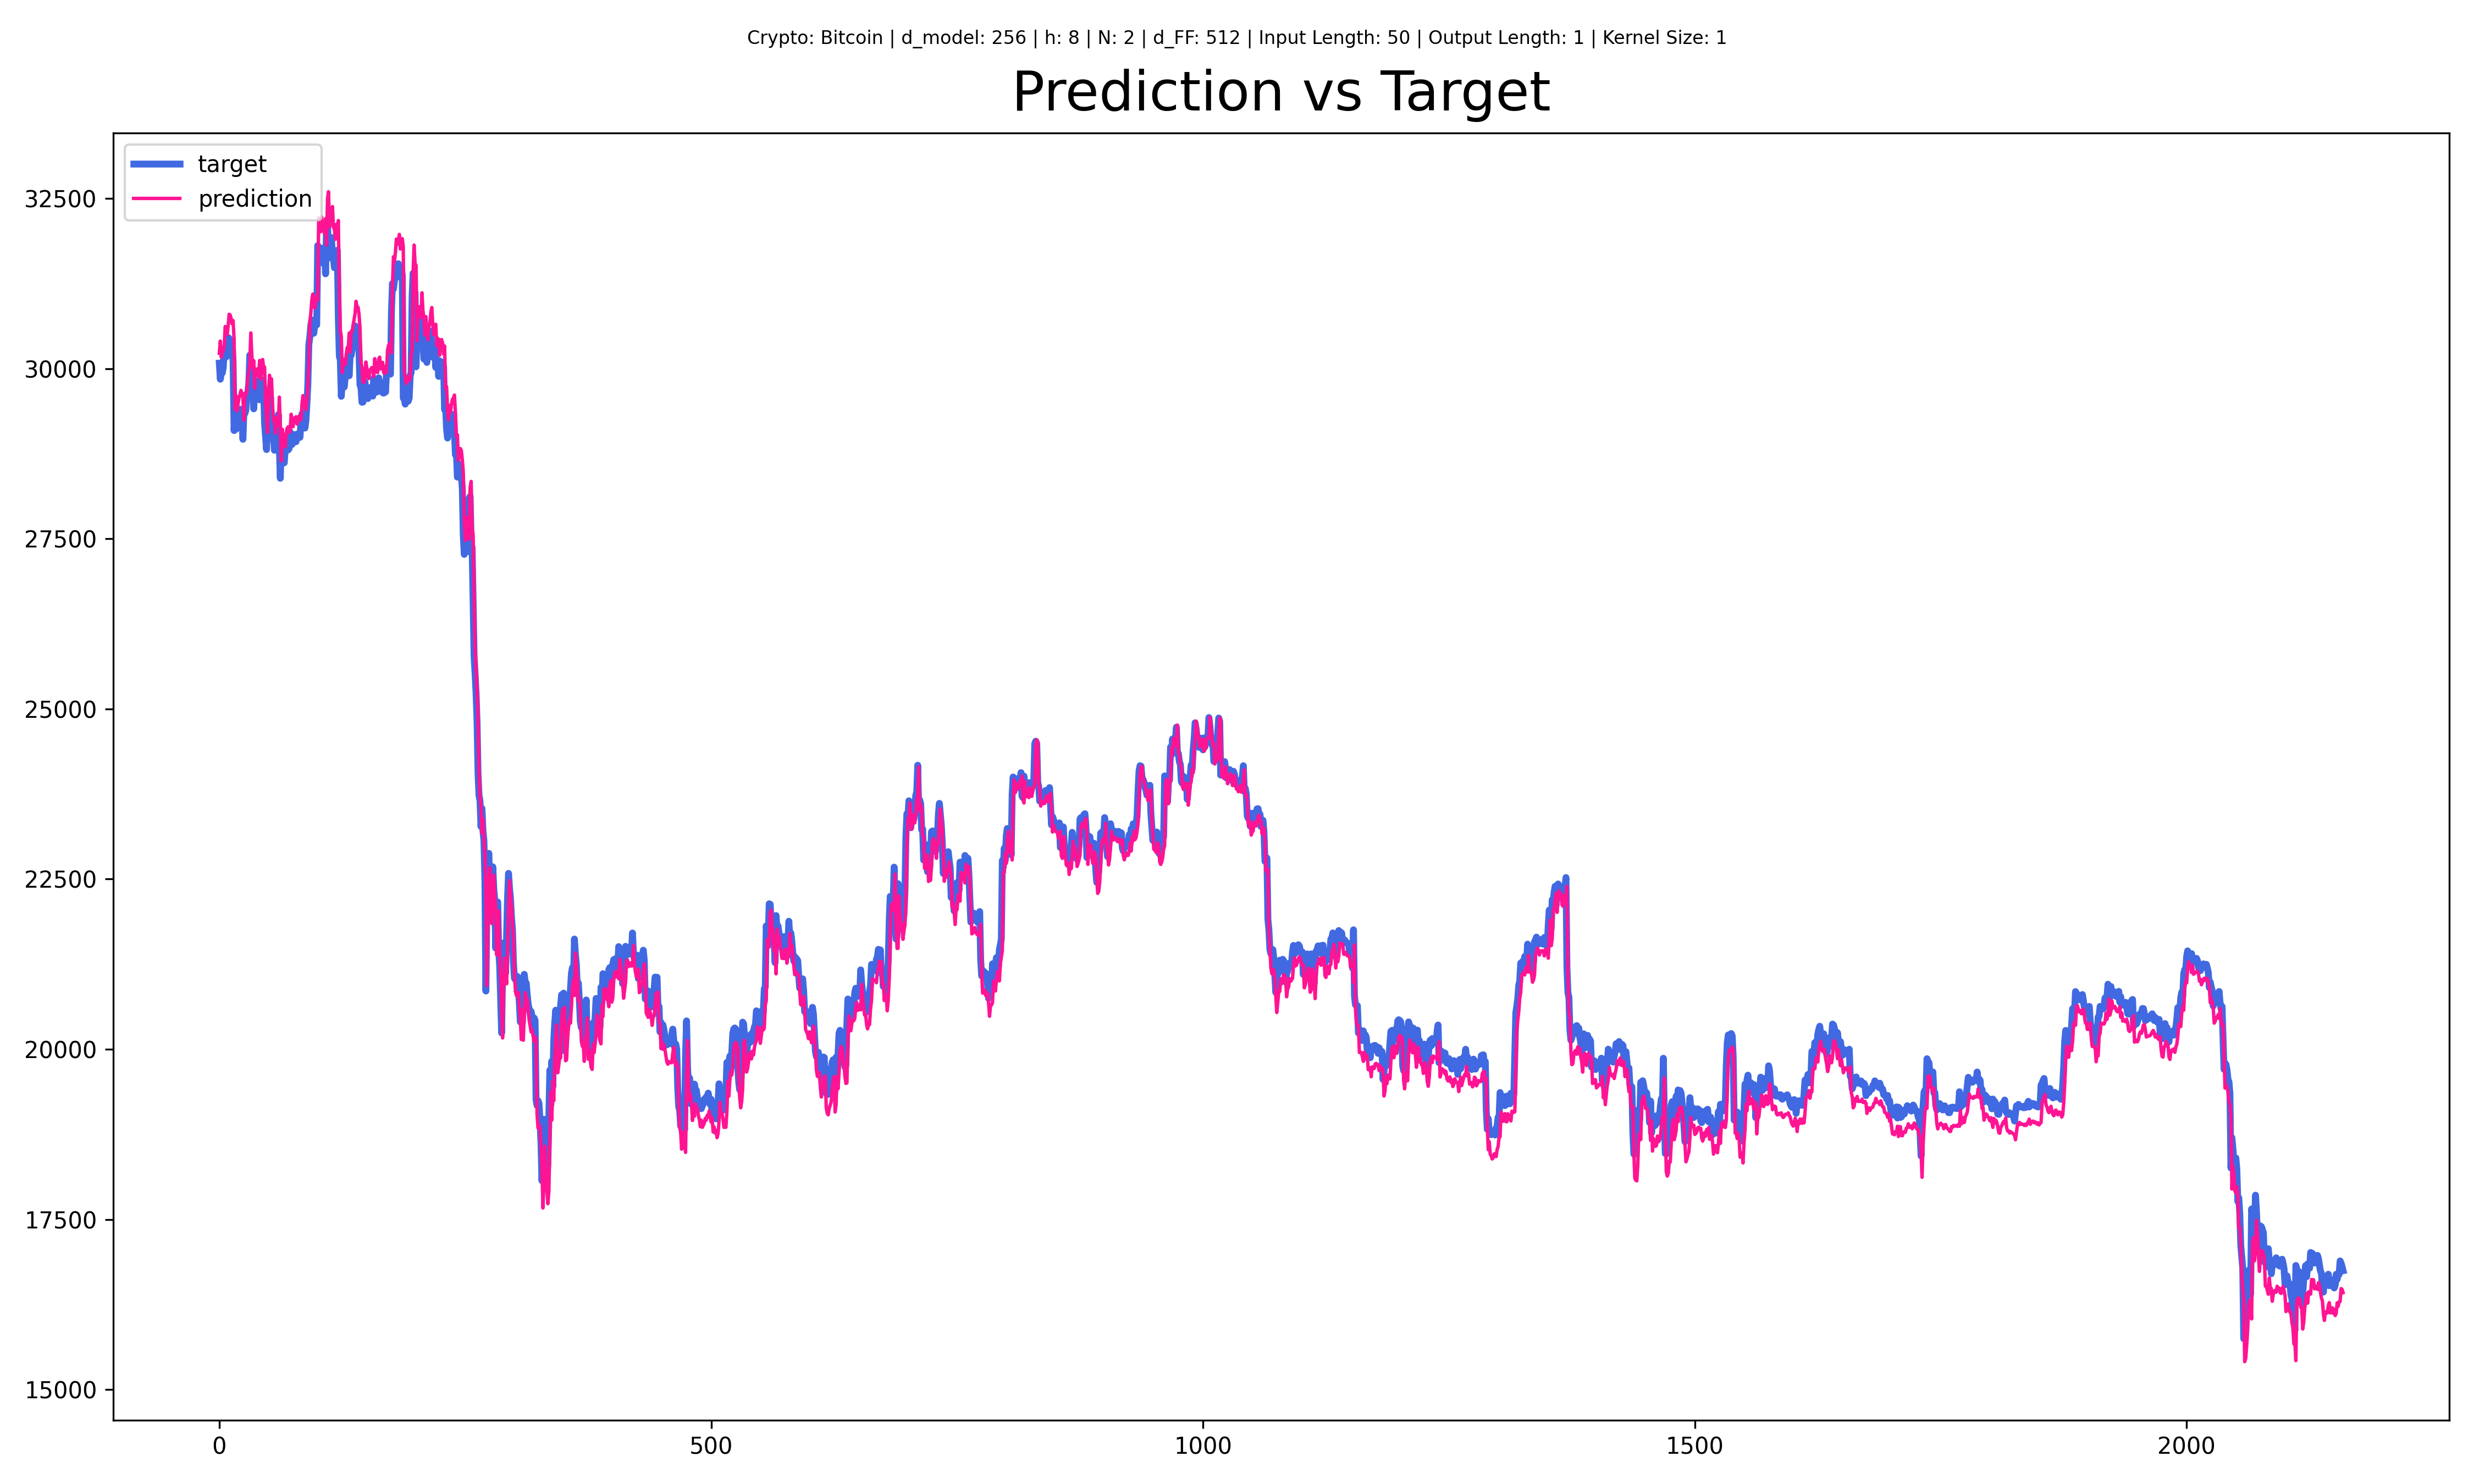 Crypto: Bitcoin | d_model: 256 | h: 8 | N: 2 | d_FF: 512 | Input Length: 50 | Output Length: 1 | Kernel Size: 1
Prediction vs Target
target
prediction
32500
30000
27500
25000
22500
20000
17500
15000
0 500 1000 1500 2000